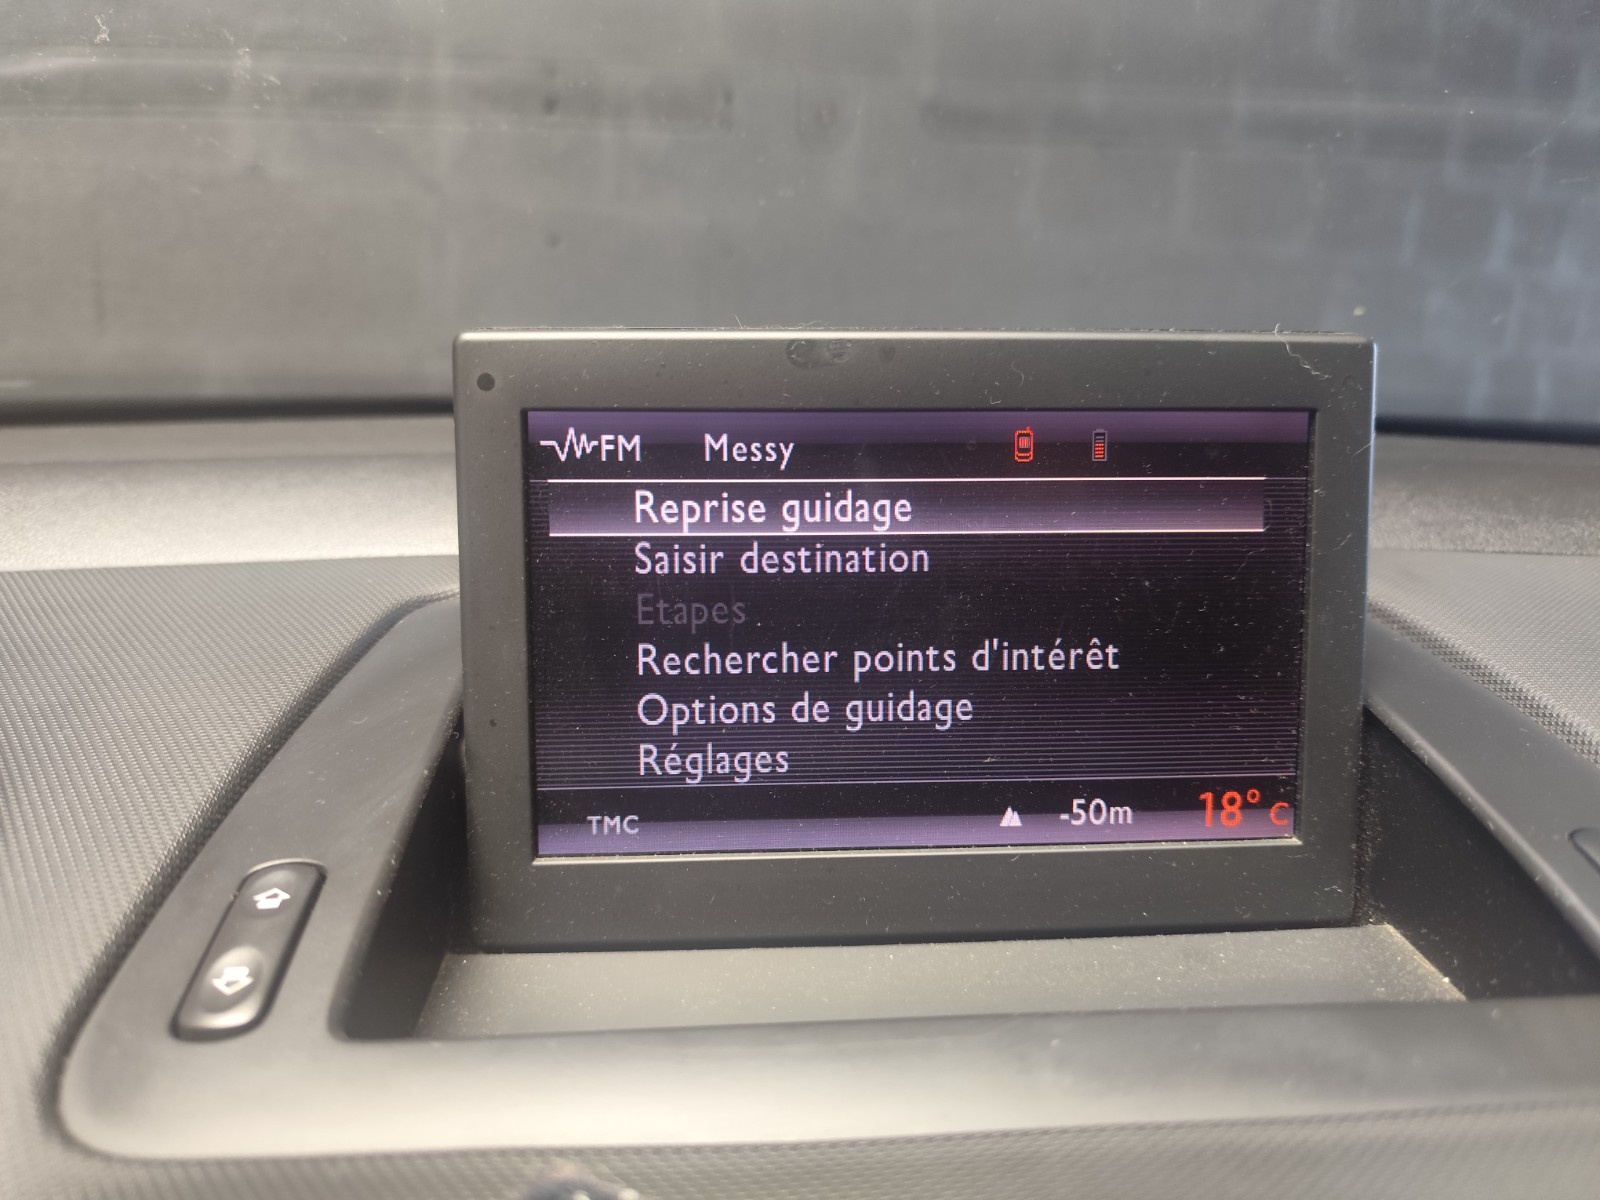 FM Messy
Reprise guidage
Saisir destination
Etapes
Rechercher points d'intérêt
Options de guidage
Réglages
TMC -50m 18° C